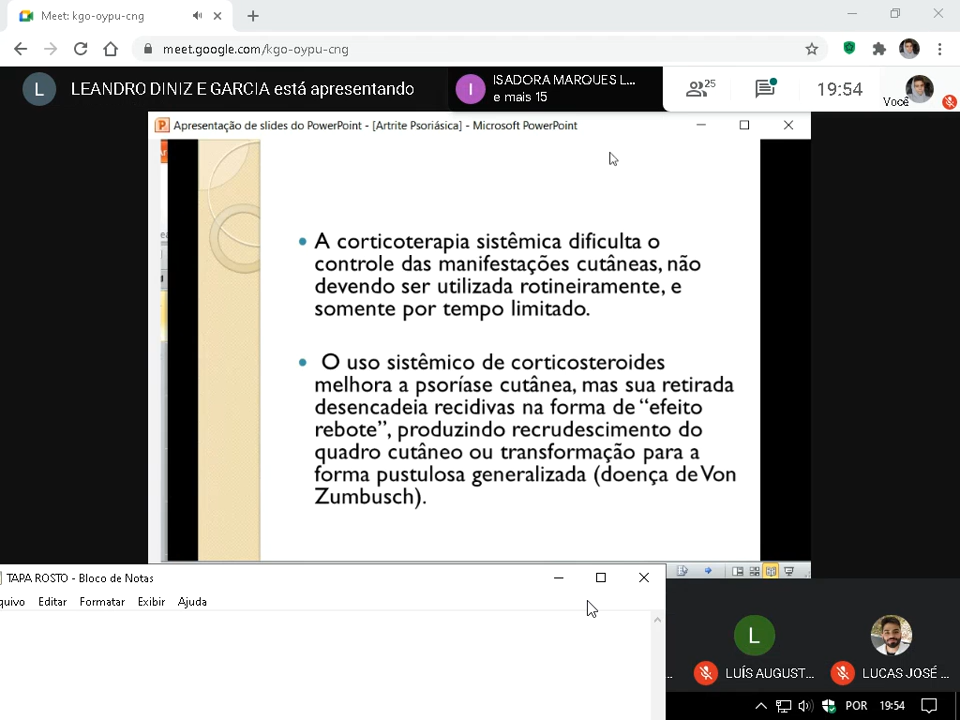 Meet: kgo-oypu-cng
meet.google.com/kgo-oypu-cng
L
LEANDRO DINIZ E GARCIA está apresentando
I
ISADORA MARQUES L...
e mais 15
25
19:54
Você
Apresentação de slides do PowerPoint - [Artrite Psoriásica] - Microsoft PowerPoint
• A corticoterapia sistêmica dificulta o
controle das manifestações cutâneas, não
devendo ser utilizada rotineiramente, e
somente por tempo limitado.
• O uso sistêmico de corticosteroides
melhora a psoríase cutânea, mas sua retirada
desencadeia recidivas na forma de “efeito
rebote”, produzindo recrudescimento do
quadro cutâneo ou transformação para a
forma pustulosa generalizada (doença de Von
Zumbusch).
TAPA ROSTO - Bloco de Notas
quivo Editar Formatar Exibir Ajuda
L
... LUÍS AUGUST... LUCAS JOSÉ ...
POR 19:54